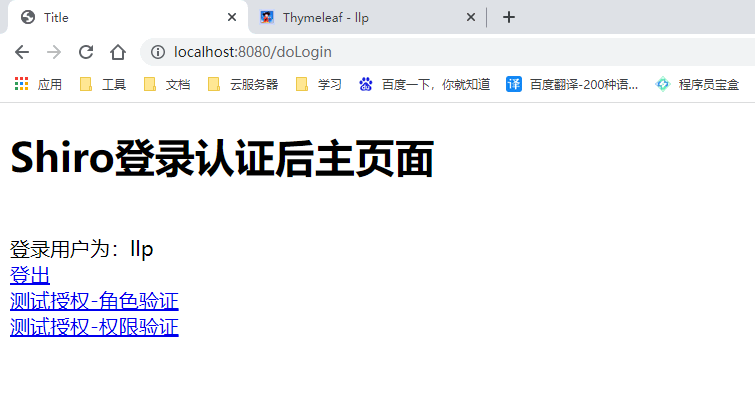 Title
Thymeleaf - llp
localhost:8080/doLogin
应用 工具 文档 云服务器 学习 百度一下，你就知道 译 百度翻译-200种语... 程序员宝盒
Shiro登录认证后主页面
登录用户为：llp
登出
测试授权-角色验证
测试授权-权限验证